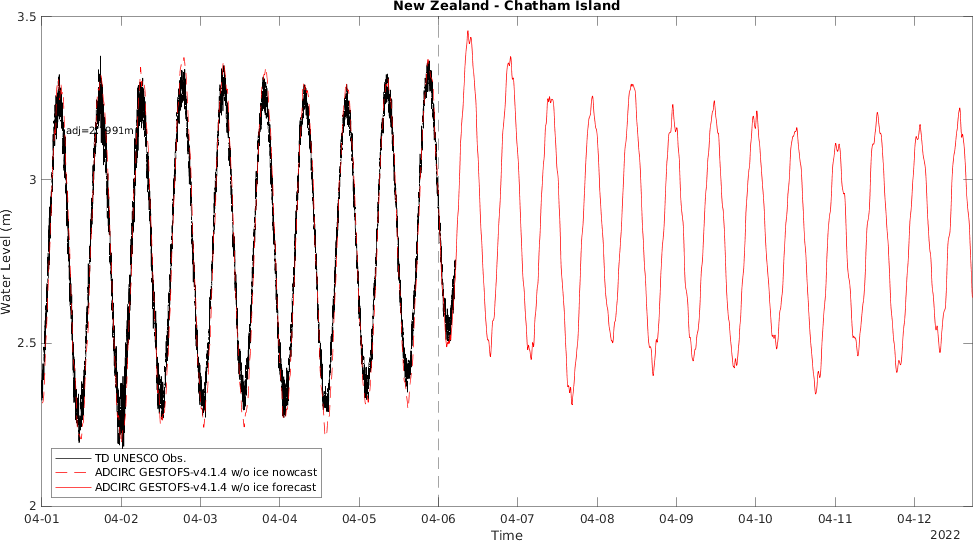 New Zealand - Chatham Island
3.5
3
2.5
2
Water Level (m)
TD UNESCO Obs.
ADCIRC GESTOFS-v4.1.4 w/o ice nowcast
ADCIRC GESTOFS-v4.1.4 w/o ice forecast
04-01 04-02 04-03 04-04 04-05 04-06 04-07 04-08 04-09 04-10 04-11 04-12
Time
2022